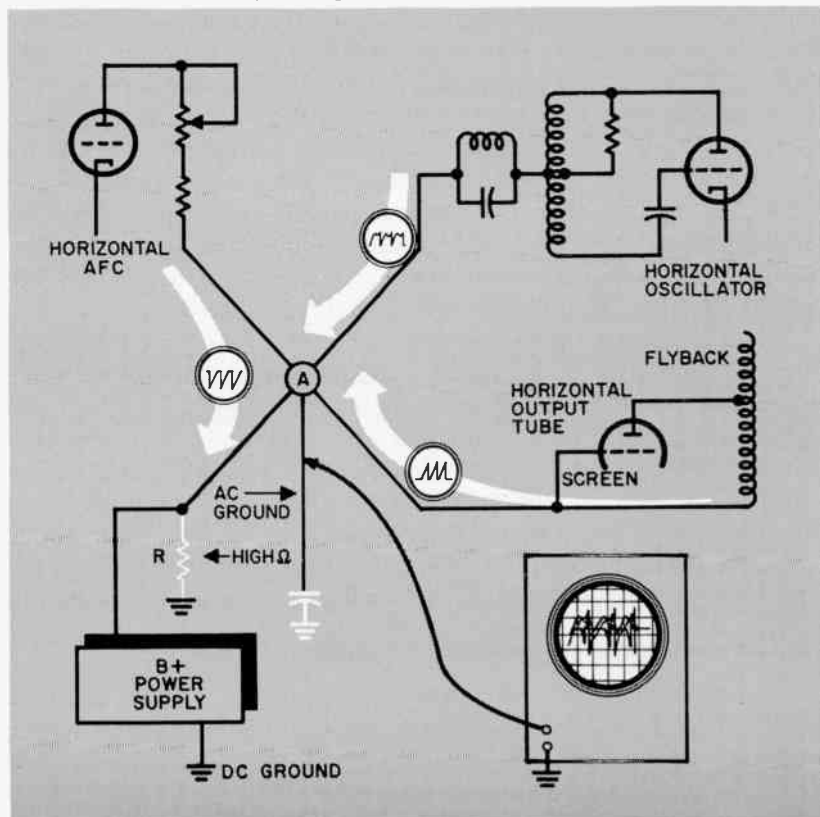 HORIZONTAL
AFC
HORIZONTAL
OSCILLATOR
FLYBACK
HORIZONTAL
OUTPUT
TUBE
SCREEN
A
AC
GROUND
R
HIGH Ω
B+
POWER
SUPPLY
DC GROUND